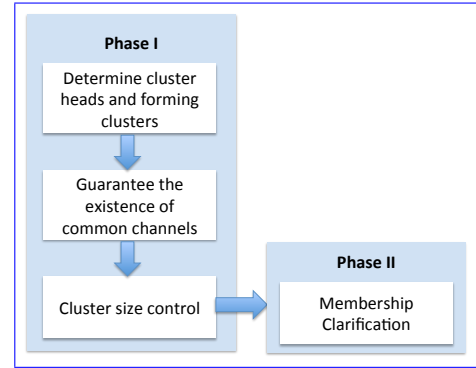 Phase I
Determine cluster
heads and forming
clusters
Guarantee the
existence of
common channels
Cluster size control
Phase II
Membership
Clarification